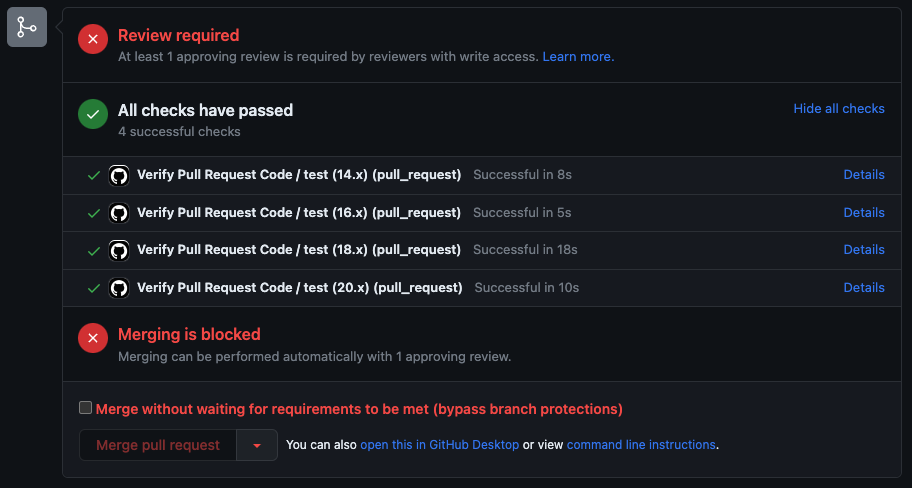 Review required
At least 1 approving review is required by reviewers with write access. Learn more.
All checks have passed
Hide all checks
4 successful checks
Verify Pull Request Code / test (14.x) (pull_request) Successful in 8s Details
Verify Pull Request Code / test (16.x) (pull_request) Successful in 5s Details
Verify Pull Request Code / test (18.x) (pull_request) Successful in 18s Details
Verify Pull Request Code / test (20.x) (pull_request) Successful in 10s Details
Merging is blocked
Merging can be performed automatically with 1 approving review.
Merge without waiting for requirements to be met (bypass branch protections)
Merge pull request You can also open this in GitHub Desktop or view command line instructions.